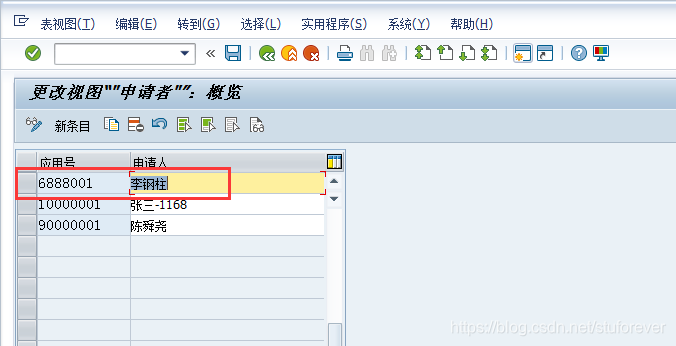 表视图(T) 编辑(E) 转到(G) 选择(L) 实用程序(S) 系统(Y) 帮助(H)
更改视图“"申请者"”：概览
新条目
应用号 申请人
6888001 李钢柱
10000001 张三-1168
90000001 陈舜尧
https://blog.csdn.net/stuforever